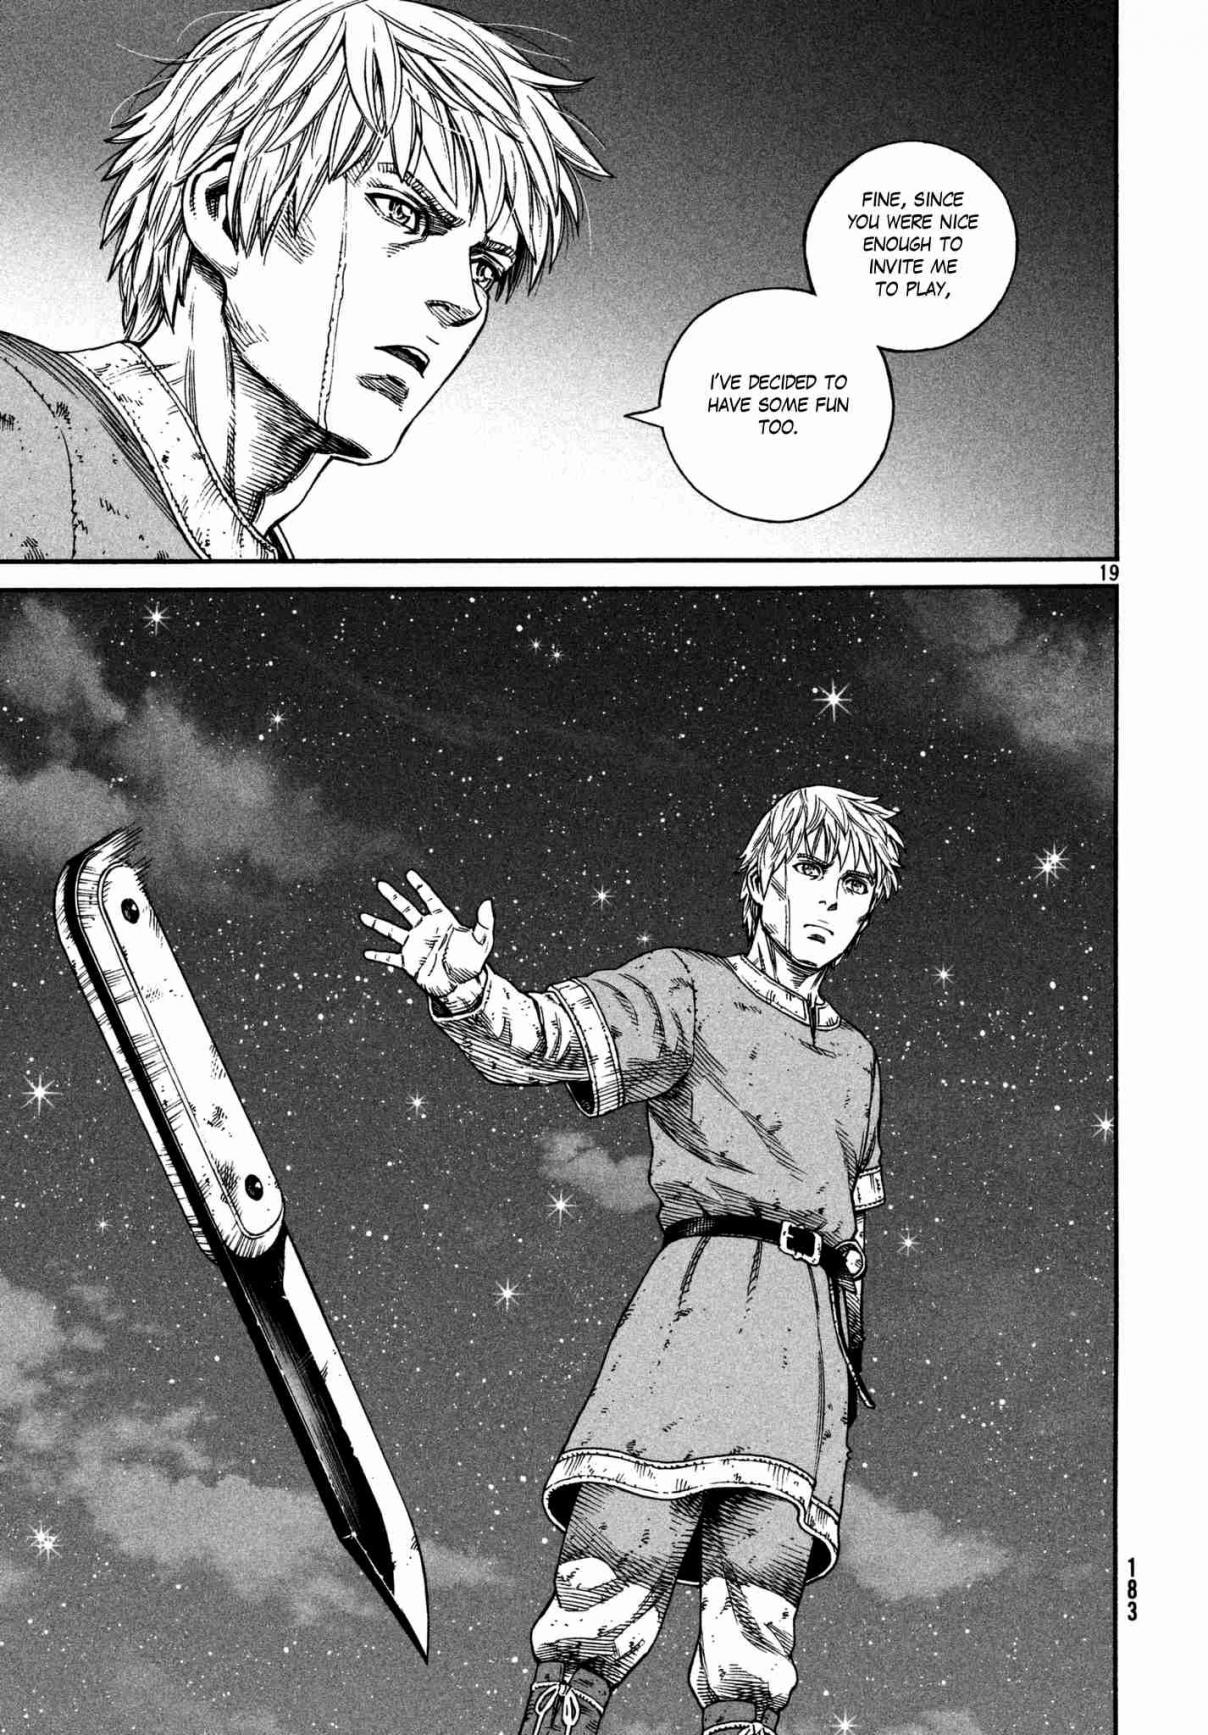 FINE, SINCE
YOU WERE NICE
ENOUGH TO
INVITE ME
TO PLAY,
I'VE DECIDED TO
HAVE SOME FUN
TOO.
19
183